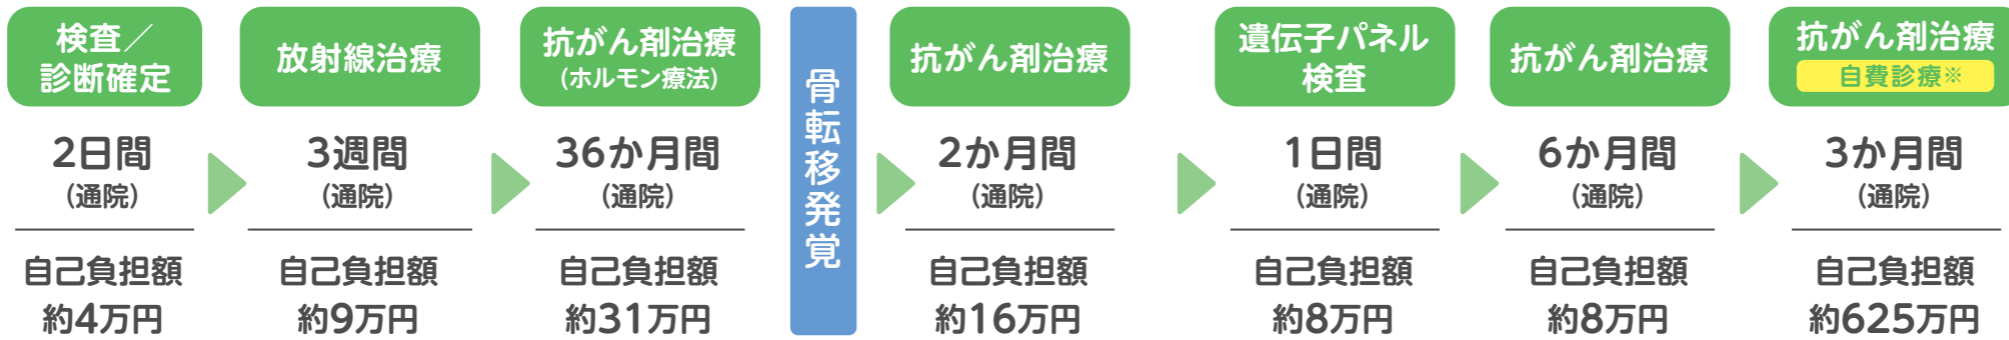 検査／
診断確定
2日間
(通院)
自己負担額
約4万円
放射線治療
3週間
(通院)
自己負担額
約9万円
抗がん剤治療
(ホルモン療法)
36か月間
(通院)
自己負担額
約31万円
骨転移発覚
抗がん剤治療
2か月間
(通院)
自己負担額
約16万円
遺伝子パネル
検査
1日間
(通院)
自己負担額
約8万円
抗がん剤治療
6か月間
(通院)
自己負担額
約8万円
抗がん剤治療
自費診療※
3か月間
(通院)
自己負担額
約625万円